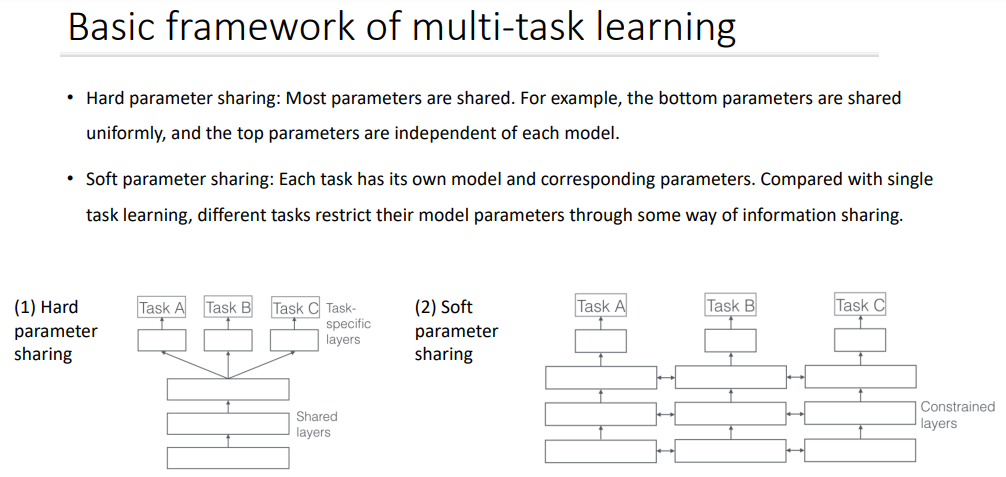 Basic framework of multi-task learning
• Hard parameter sharing: Most parameters are shared. For example, the bottom parameters are shared
uniformly, and the top parameters are independent of each model.
• Soft parameter sharing: Each task has its own model and corresponding parameters. Compared with single
task learning, different tasks restrict their model parameters through some way of information sharing.
(1) Hard
parameter
sharing
Task A
Task B
Task C
Task-
specific
layers
Shared
layers
(2) Soft
parameter
sharing
Task A
Task B
Task C
Constrained
layers